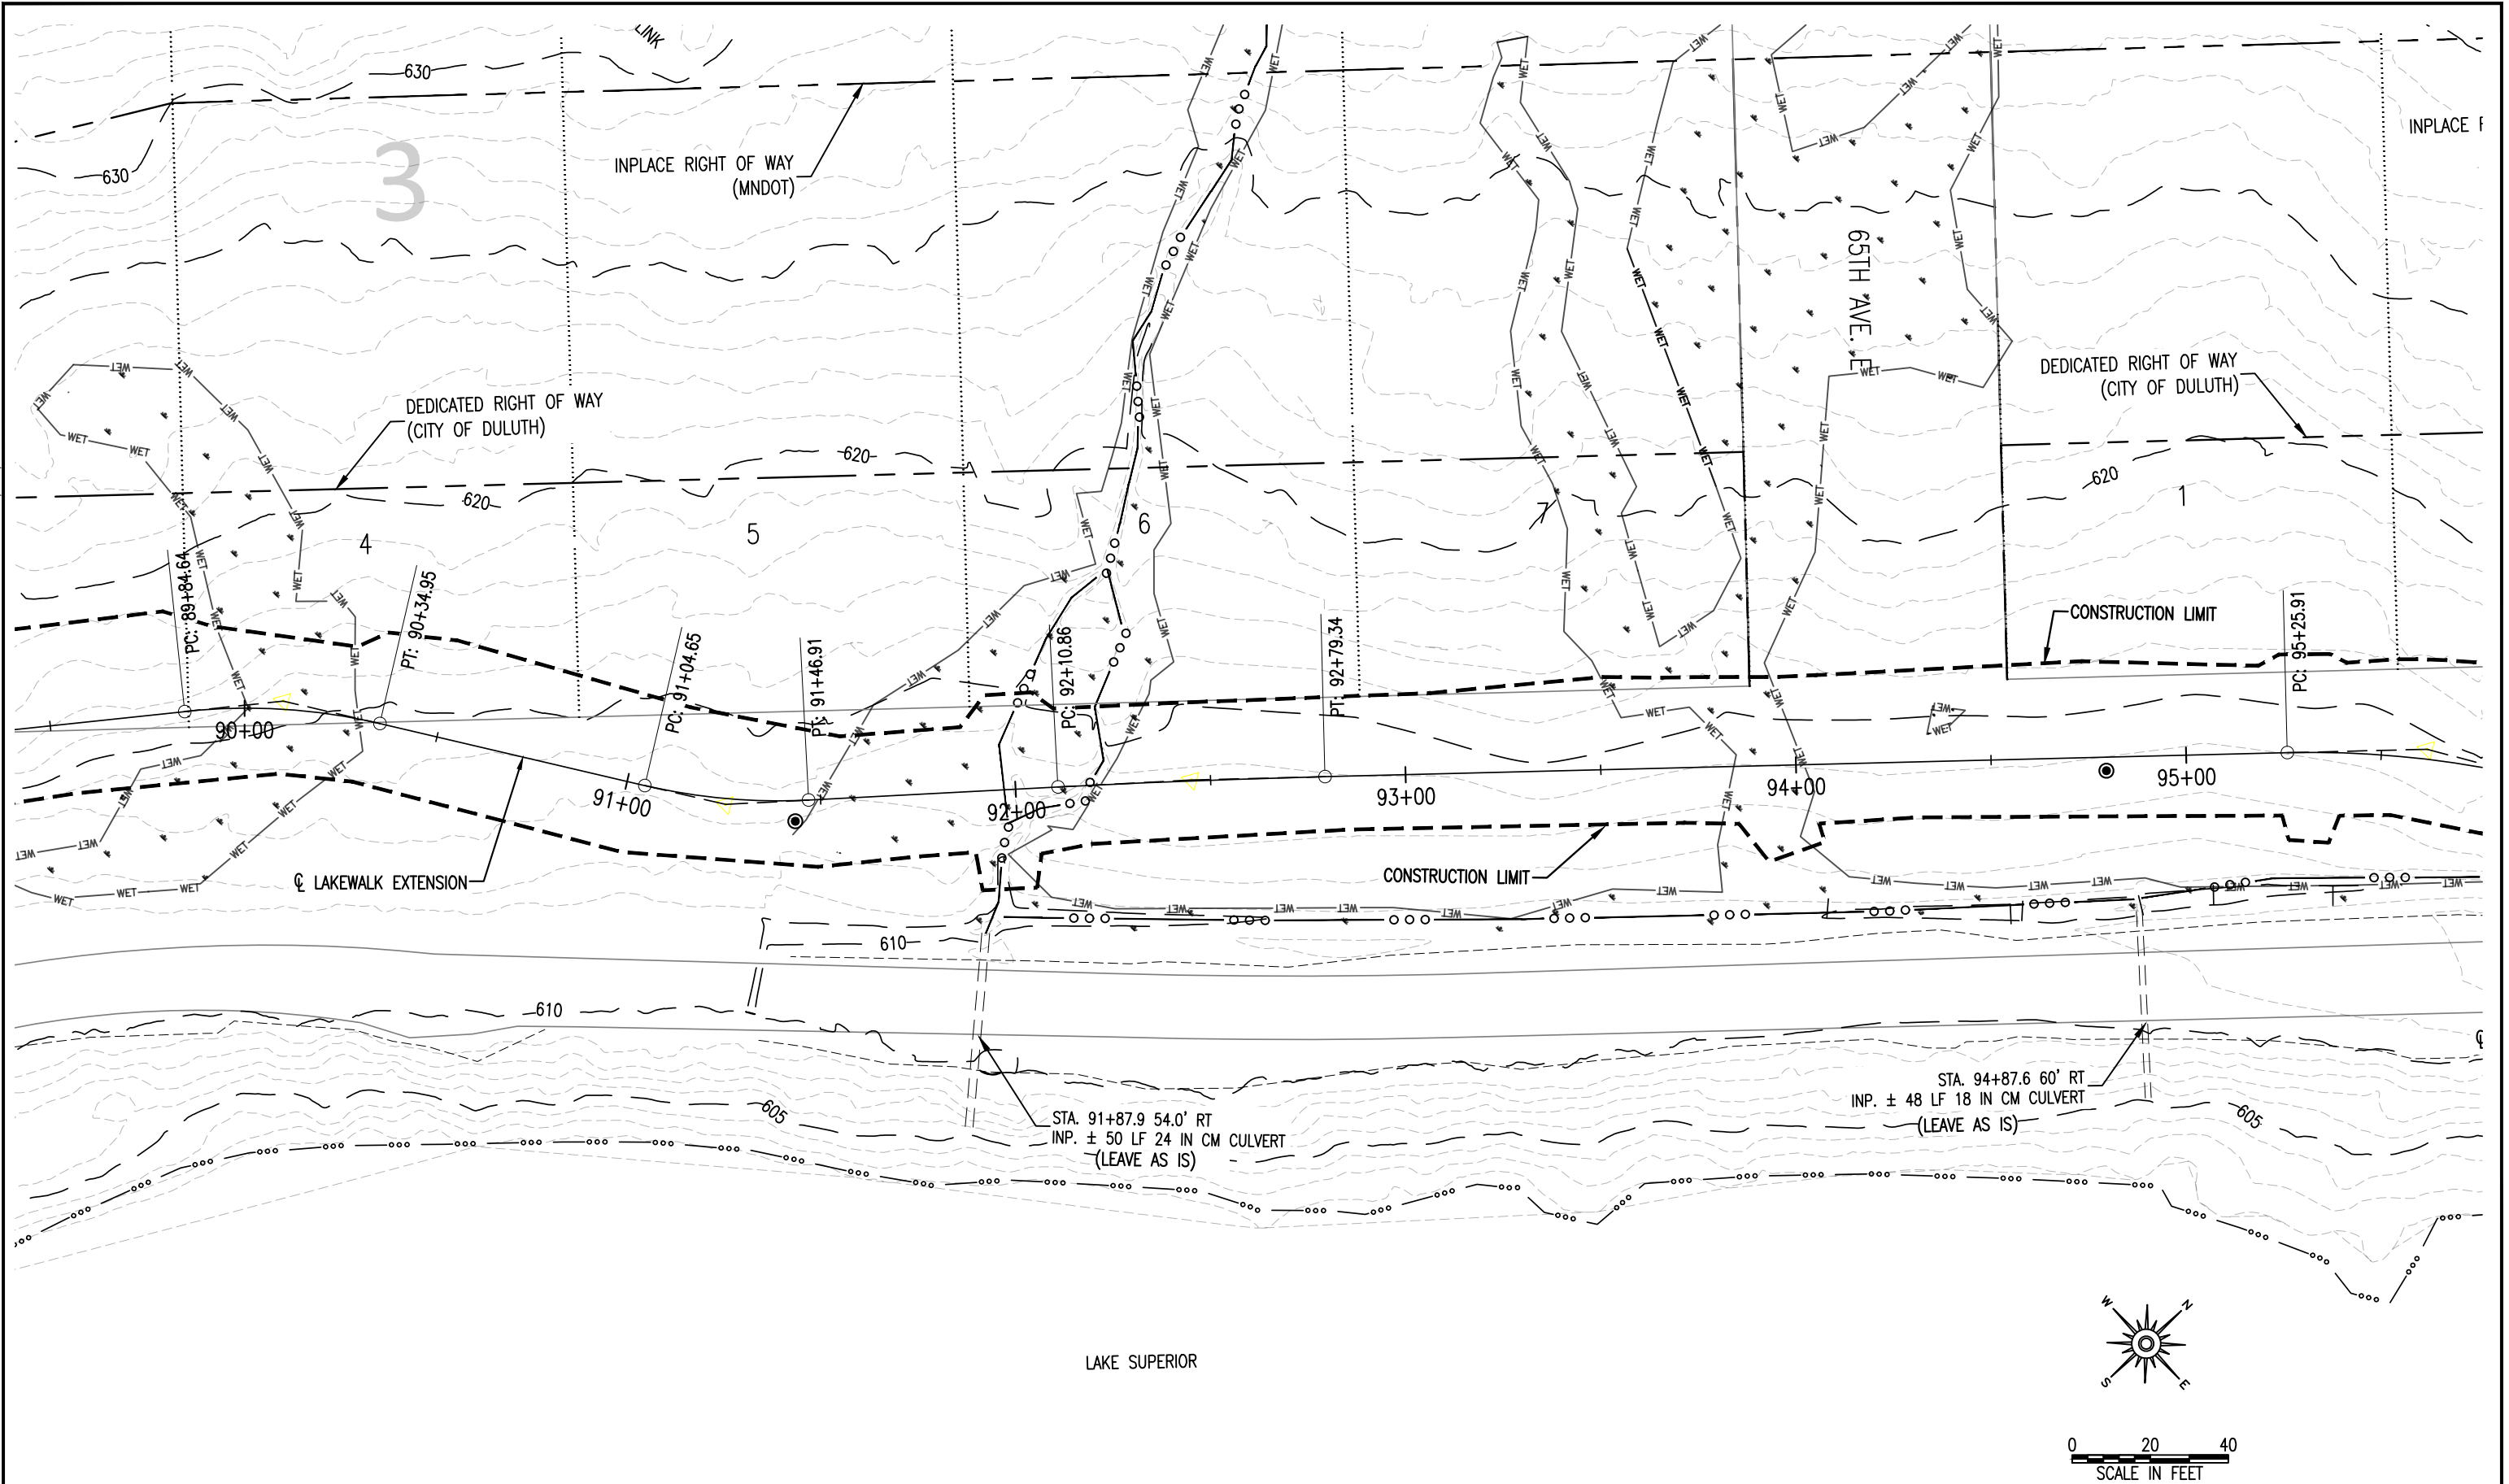 LINK
630
630
3
INPLACE RIGHT OF WAY
(MNDOT)
65TH AVE. E
DEDICATED RIGHT OF WAY
(CITY OF DULUTH)
DEDICATED RIGHT OF WAY
(CITY OF DULUTH)
INPLACE
620
620
620
4
5
6
1
PC: 89+84.64
PT: 90+34.95
PC: 91+04.65
PT: 91+46.91
PC: 92+10.86
PT: 92+79.34
PC: 95+25.91
CONSTRUCTION LIMIT
90+00
91+00
92+00
93+00
94+00
95+00
℄ LAKEWALK EXTENSION
CONSTRUCTION LIMIT
WET
WET
WET
WET
WET
WET
610
610
605
605
STA. 91+87.9 54.0' RT
INP. ± 50 LF 24 IN CM CULVERT
(LEAVE AS IS)
STA. 94+87.6 60' RT
INP. ± 48 LF 18 IN CM CULVERT
(LEAVE AS IS)
LAKE SUPERIOR
W
N
S
E
0 20 40
SCALE IN FEET